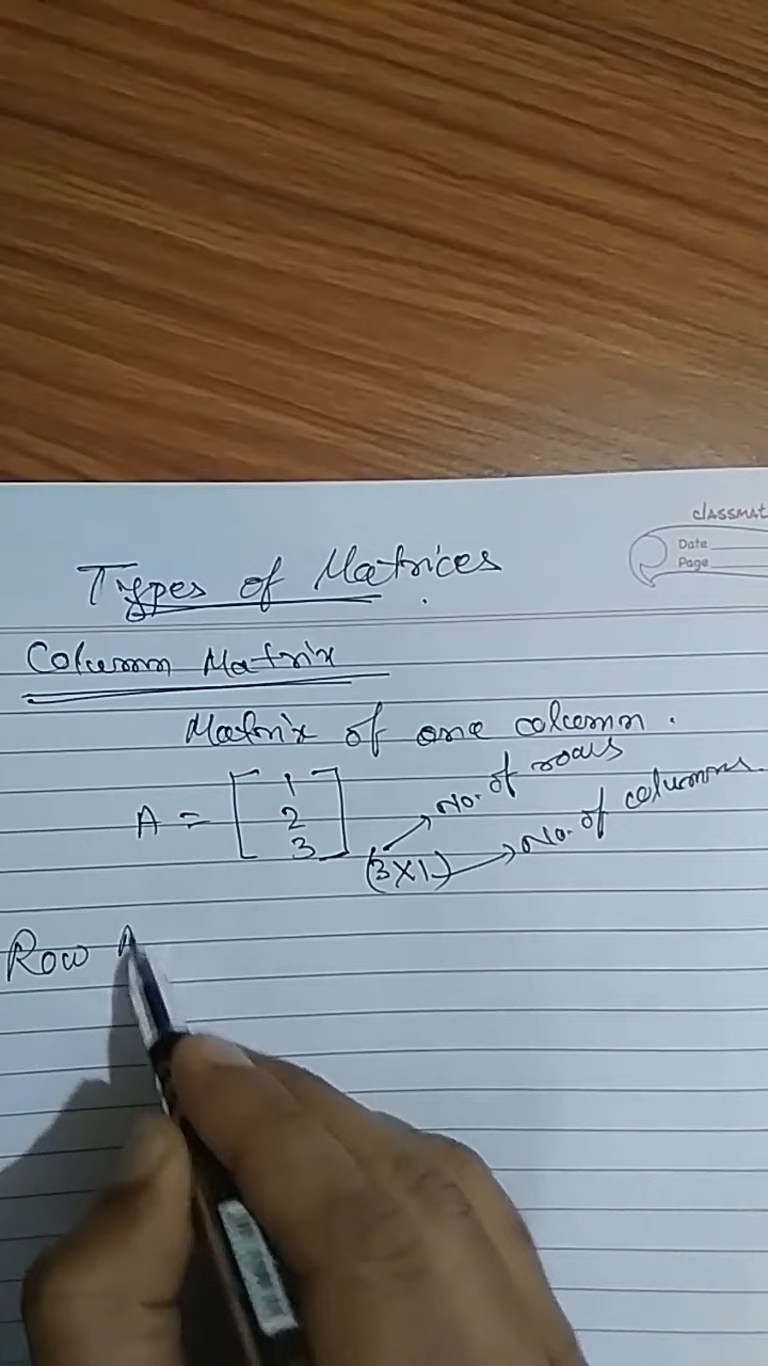 classmat
Date
Page
Types of Matrices
Column Matrix
Matrix of one column.
A = [1 2 3] (3×1)
No. of rows
No. of columns
Row